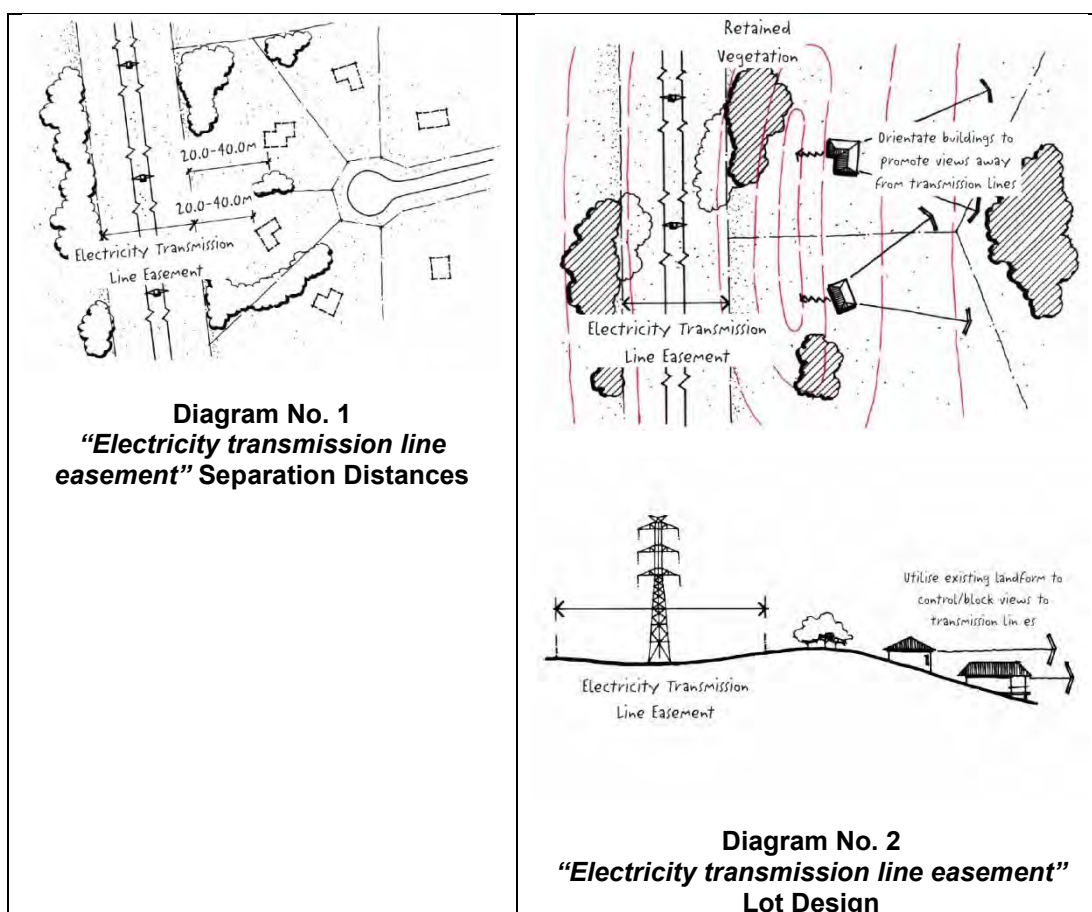 20.0-40.0m
20.0-40.0m
Electricity Transmission
Line Easement
Diagram No. 1
“Electricity transmission line
easement” Separation Distances
Retained
Vegetation
Orientate buildings to
promote views away
from transmission lines
Electricity Transmission
Line Easement
Utilise existing landform to
control/block views to
transmission lines
Electricity Transmission
Line Easement
Diagram No. 2
“Electricity transmission line easement”
Lot Design